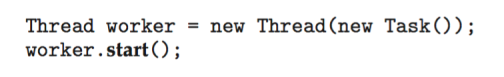 Thread worker = new Thread(new Task());
worker.start();